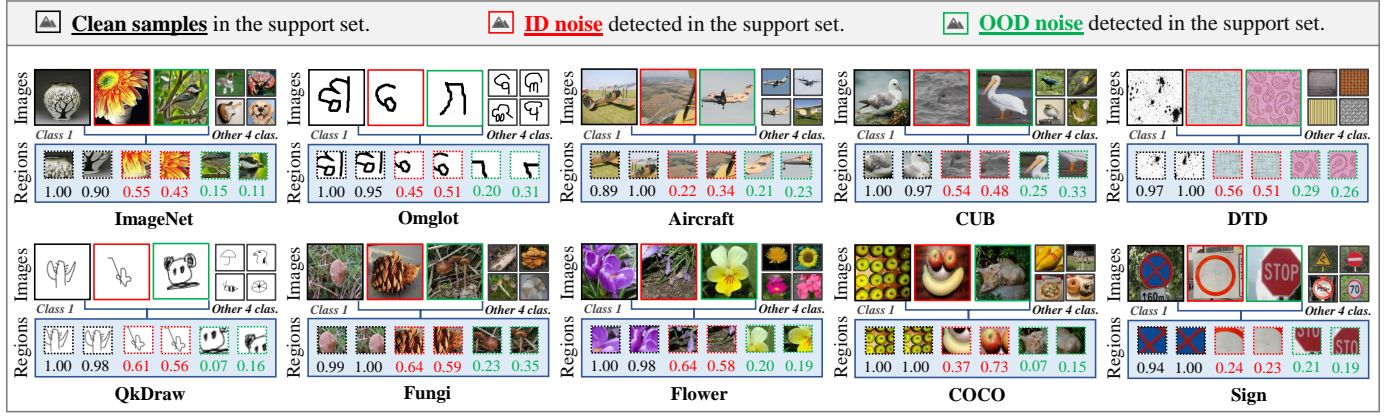 Clean samples in the support set. ID noise detected in the support set. OOD noise detected in the support set.
Images Images Images Images Images
Class 1 Other 4 clas. Class 1 Other 4 clas. Class 1 Other 4 clas. Class 1 Other 4 clas. Class 1 Other 4 clas.
Regions Regions Regions Regions Regions
1.00 0.90 0.55 0.43 0.15 0.11 1.00 0.95 0.45 0.51 0.20 0.31 0.89 1.00 0.22 0.34 0.21 0.23 1.00 0.97 0.54 0.48 0.25 0.33 0.97 1.00 0.56 0.51 0.29 0.26
ImageNet Omglot Aircraft CUB DTD
Images Images Images Images Images
160m STOP 70
Class 1 Other 4 clas. Class 1 Other 4 clas. Class 1 Other 4 clas. Class 1 Other 4 clas. Class 1 Other 4 clas.
Regions Regions Regions Regions Regions
STO STO
1.00 0.98 0.61 0.56 0.07 0.16 0.99 1.00 0.64 0.59 0.23 0.35 1.00 0.98 0.64 0.58 0.20 0.19 1.00 1.00 0.37 0.73 0.07 0.15 0.94 1.00 0.24 0.23 0.21 0.19
QkDraw Fungi Flower COCO Sign